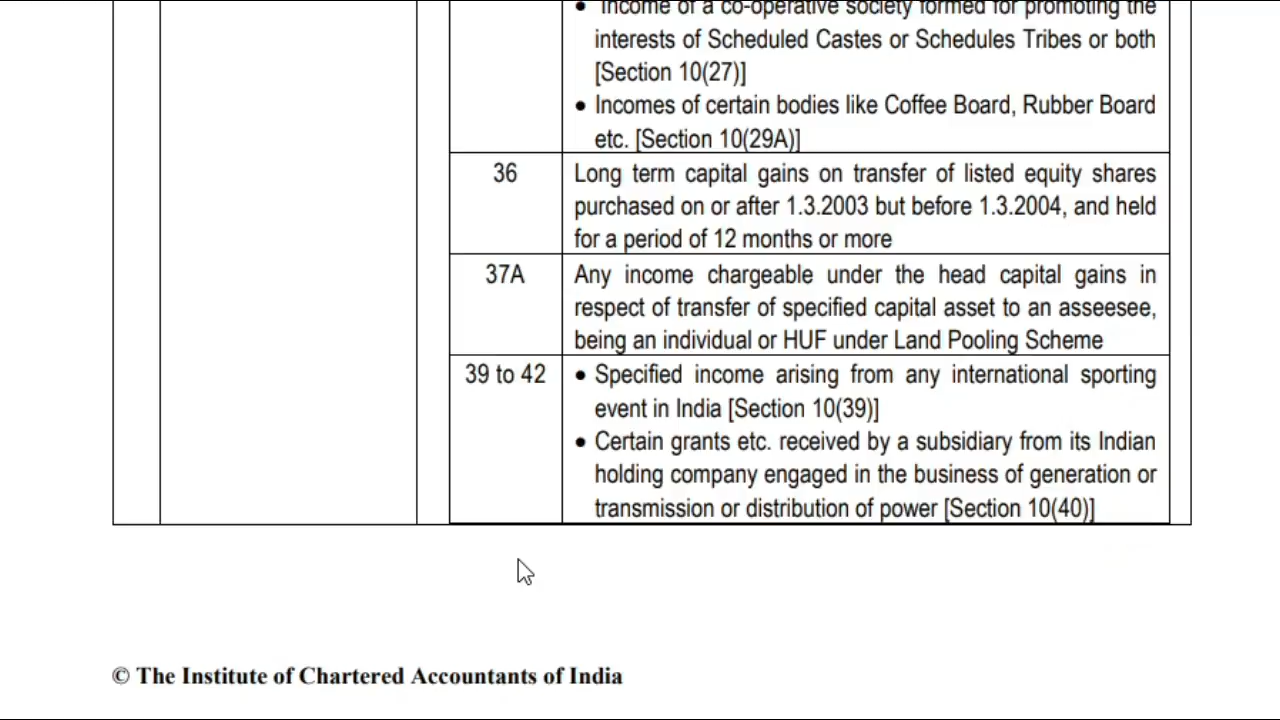 • Income of a co-operative society formed for promoting the
interests of Scheduled Castes or Schedules Tribes or both
[Section 10(27)]
• Incomes of certain bodies like Coffee Board, Rubber Board
etc. [Section 10(29A)]
36
Long term capital gains on transfer of listed equity shares
purchased on or after 1.3.2003 but before 1.3.2004, and held
for a period of 12 months or more
37A
Any income chargeable under the head capital gains in
respect of transfer of specified capital asset to an asseesee,
being an individual or HUF under Land Pooling Scheme
39 to 42
• Specified income arising from any international sporting
event in India [Section 10(39)]
• Certain grants etc. received by a subsidiary from its Indian
holding company engaged in the business of generation or
transmission or distribution of power [Section 10(40)]
© The Institute of Chartered Accountants of India